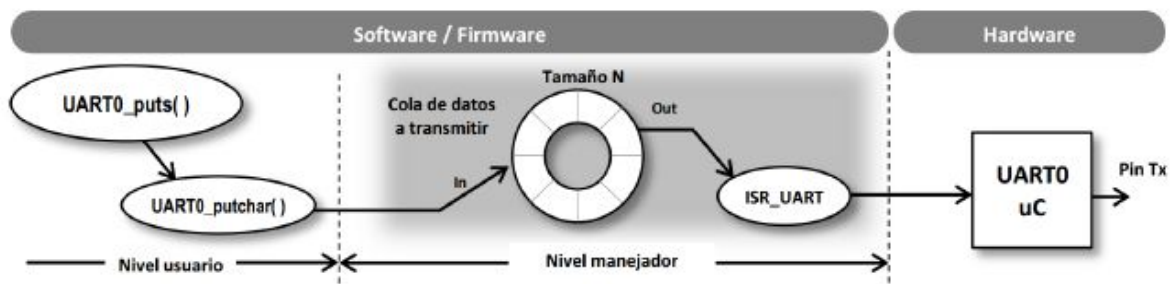 Software / Firmware
Hardware
Tamaño N
Cola de datos
a transmitir
Out
UART0_puts( )
In
UART0_putchar( )
ISR_UART
UART0
uC
Pin Tx
Nivel usuario
Nivel manejador